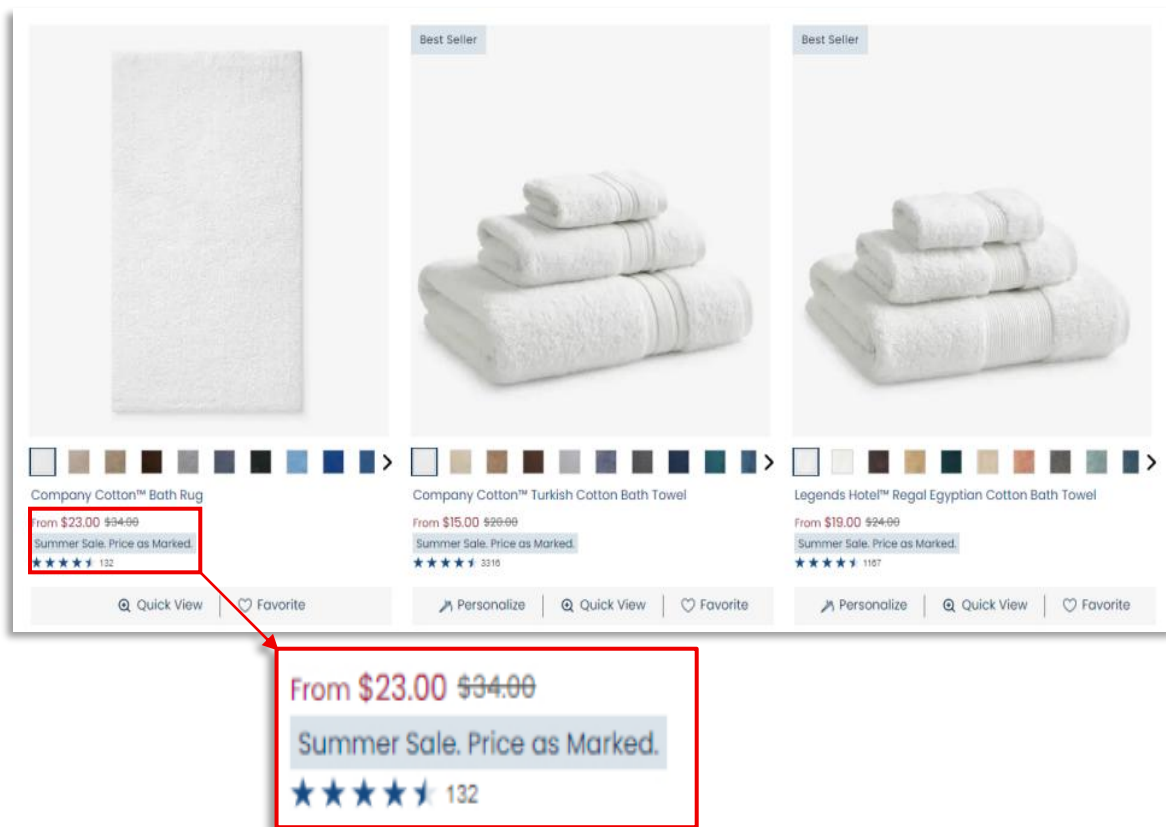 Best Seller
Best Seller
Company Cotton™ Bath Rug
From $23.00 $34.00
Summer Sale. Price as Marked.
132
Quick View
Favorite
Company Cotton™ Turkish Cotton Bath Towel
From $15.00 $20.00
Summer Sale. Price as Marked.
3316
Personalize
Quick View
Favorite
Legends Hotel™ Regal Egyptian Cotton Bath Towel
From $19.00 $24.00
Summer Sale. Price as Marked.
1167
Personalize
Quick View
Favorite
From $23.00 $34.00
Summer Sale. Price as Marked.
132